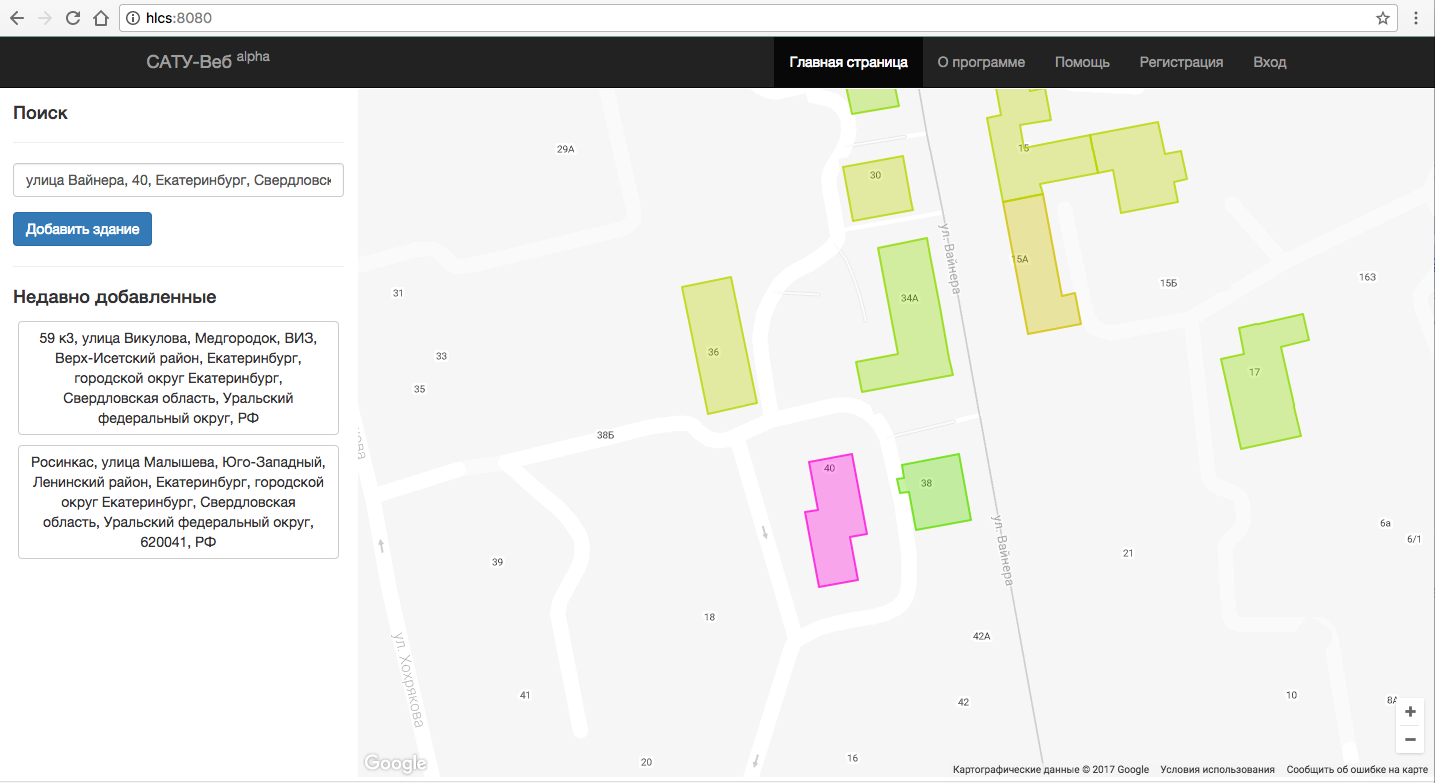 hlcs:8080
САТУ-Веб alpha
Главная страница
О программе
Помощь
Регистрация
Вход
Поиск
улица Вайнера, 40, Екатеринбург, Свердловск
Добавить здание
Недавно добавленные
59 к3, улица Викулова, Медгородок, ВИЗ,
Верх-Исетский район, Екатеринбург,
городской округ Екатеринбург,
Свердловская область, Уральский
федеральный округ, РФ
Росинкас, улица Малышева, Юго-Западный,
Ленинский район, Екатеринбург, городской
округ Екатеринбург, Свердловская
область, Уральский федеральный округ,
620041, РФ
29А
15
30
ул. Вайнера
15А
163
15Б
31
34А
36
33
17
35
38Б
40
38
ул. Вайнера
6а
6/1
21
39
18
42А
ул. Хохрякова
41
42
10
8А
16
20
+
−
Google
Картографические данные © 2017 Google
Условия использования
Сообщить об ошибке на карте